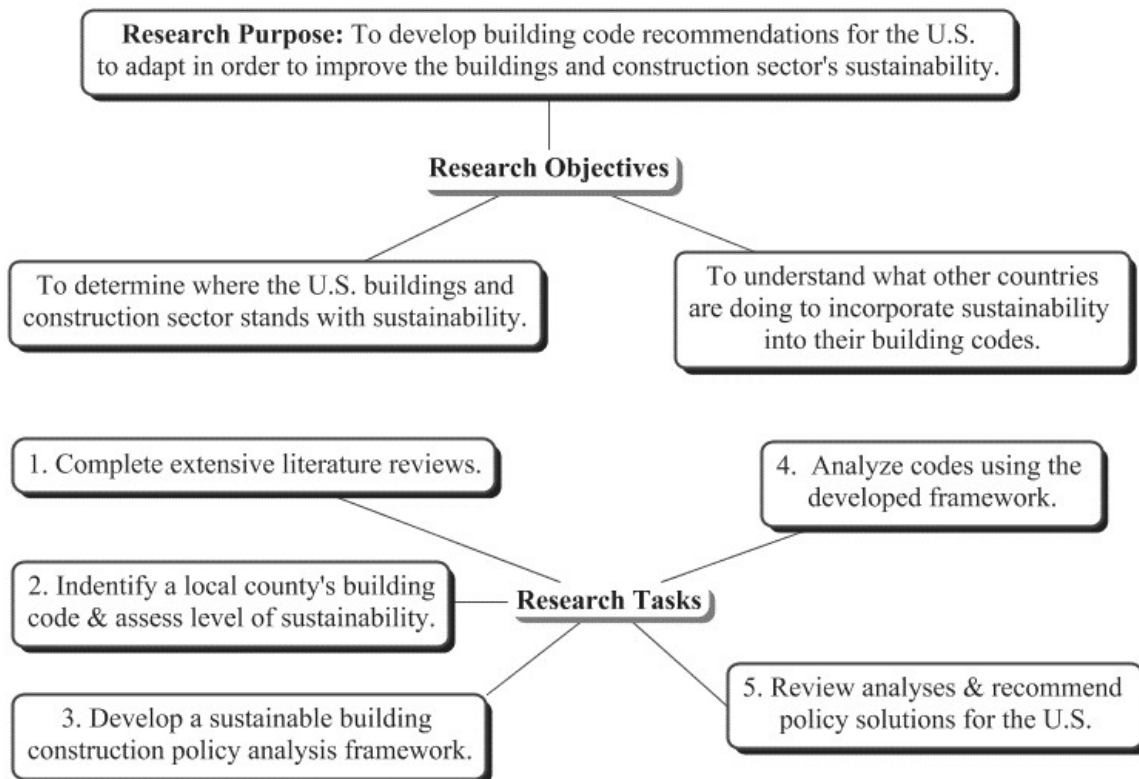 Research Purpose: To develop building code recommendations for the U.S.
to adapt in order to improve the buildings and construction sector's sustainability.
Research Objectives
To determine where the U.S. buildings and
construction sector stands with sustainability.
To understand what other countries
are doing to incorporate sustainability
into their building codes.
1. Complete extensive literature reviews.
2. Indentify a local county's building
code & assess level of sustainability.
3. Develop a sustainable building
construction policy analysis framework.
Research Tasks
4. Analyze codes using the
developed framework.
5. Review analyses & recommend
policy solutions for the U.S.